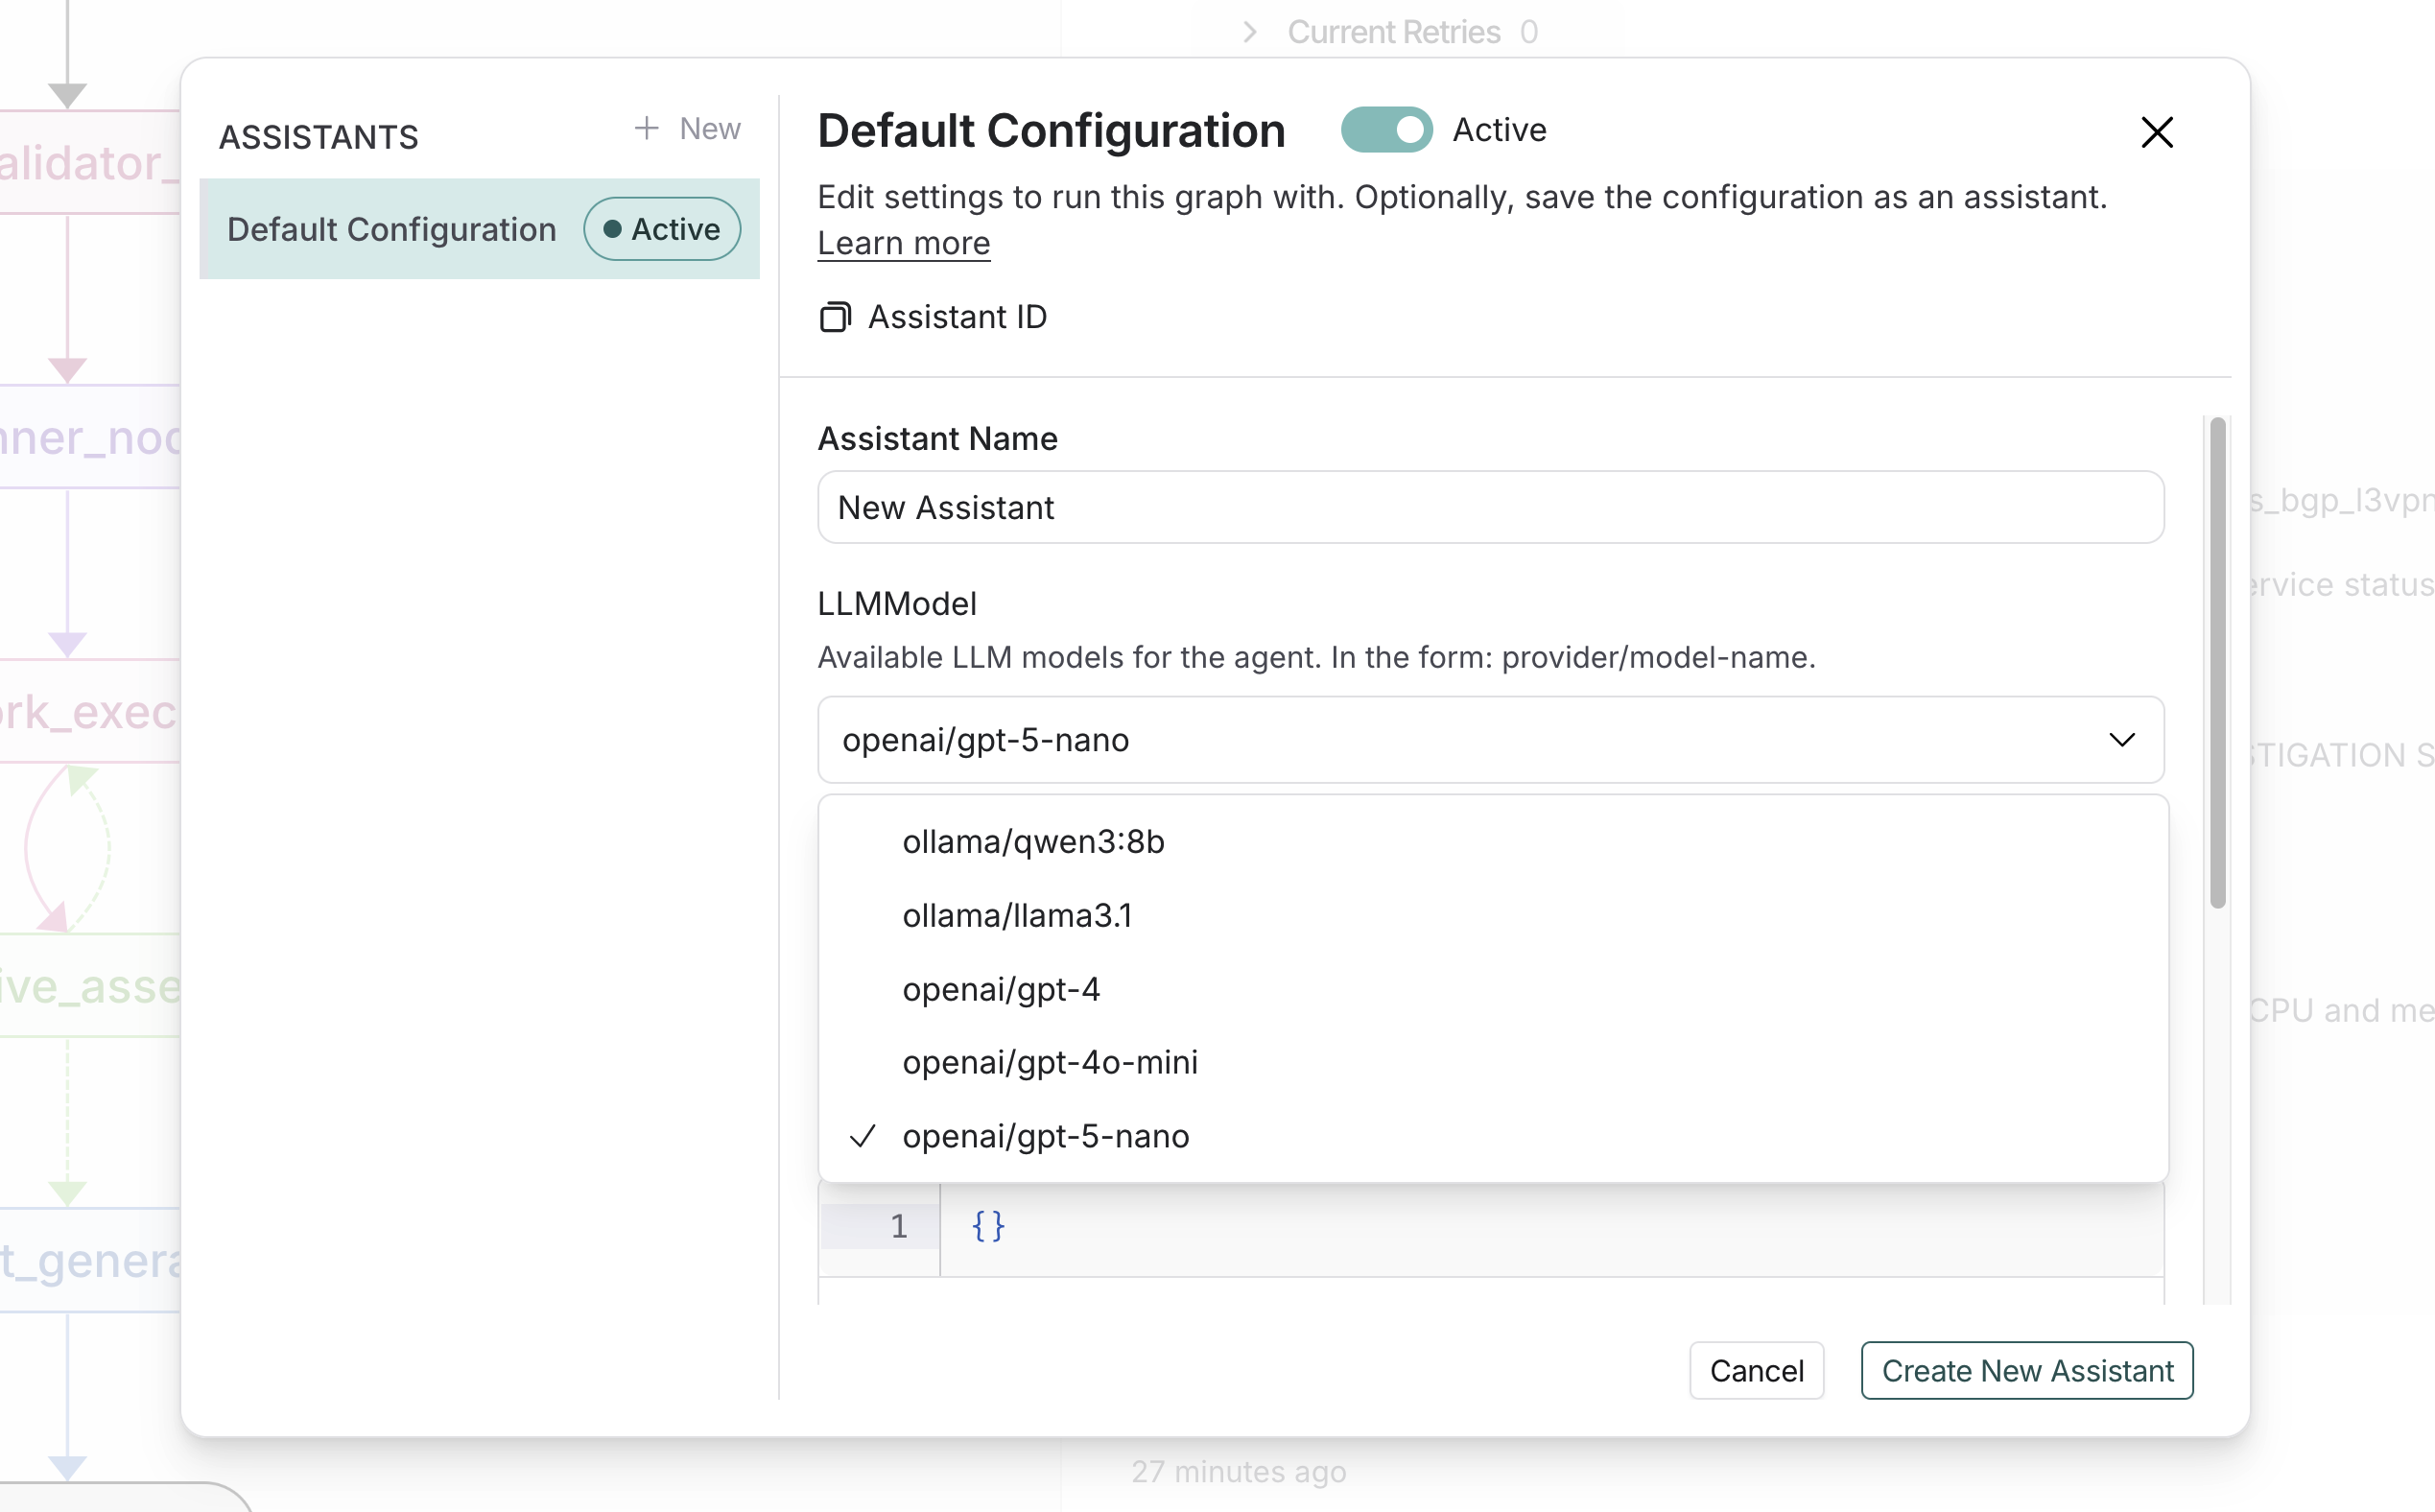 Current Retries 0
ASSISTANTS
New
Default Configuration
Active
Default Configuration
Active
Edit settings to run this graph with. Optionally, save the configuration as an assistant.
Learn more
Assistant ID
Assistant Name
New Assistant
LLMModel
Available LLM models for the agent. In the form: provider/model-name.
openai/gpt-5-nano
ollama/qwen3:8b
ollama/llama3.1
openai/gpt-4
openai/gpt-4o-mini
openai/gpt-5-nano
1 {}
Cancel
Create New Assistant
alidator_
nner_nod
ork_exec
ive_asse
t_genera
s_bgp_l3vpn
ervice status
STIGATION S
CPU and me
27 minutes ago